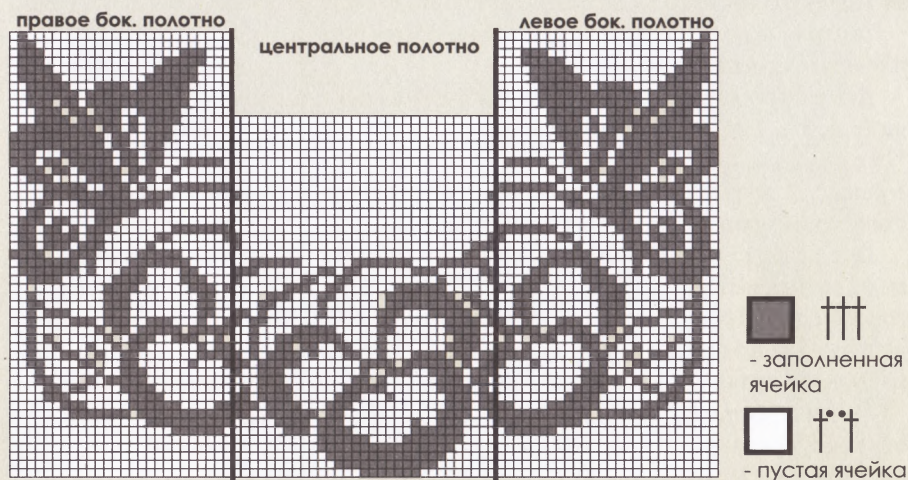 правое бок. полотно
центральное полотно
левое бок. полотно
- заполненная
ячейка
- пустая ячейка